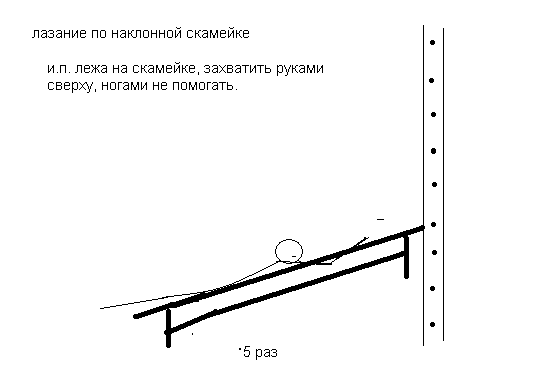 лазание по наклонной скамейке
и.п. лежа на скамейке, захватить руками
сверху, ногами не помогать.
5 раз